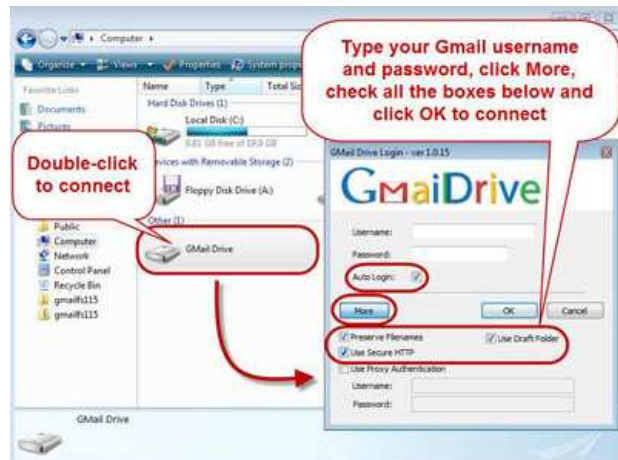 Computer
Organize
Views
Properties
System prope
Favorite Links
Documents
Pictures
Name
Type
Total Siz
Hard Disk Drives (1)
Local Disk (C:)
9.81 GB free of 19.9 GB
Devices with Removable Storage (2)
Floppy Disk Drive (A:)
Other (1)
GMail Drive
Public
Computer
Network
Control Panel
Recycle Bin
gmailfs115
gmailfs115
GMail Drive
Double-click
to connect
Type your Gmail username
and password, click More,
check all the boxes below and
click OK to connect
GMail Drive Login - ver 1.0.15
GMaiDrive
Username:
Password:
Auto Login:
More
OK
Cancel
Preserve Filenames
Use Draft Folder
Use Secure HTTP
Use Proxy Authentication
Username:
Password: